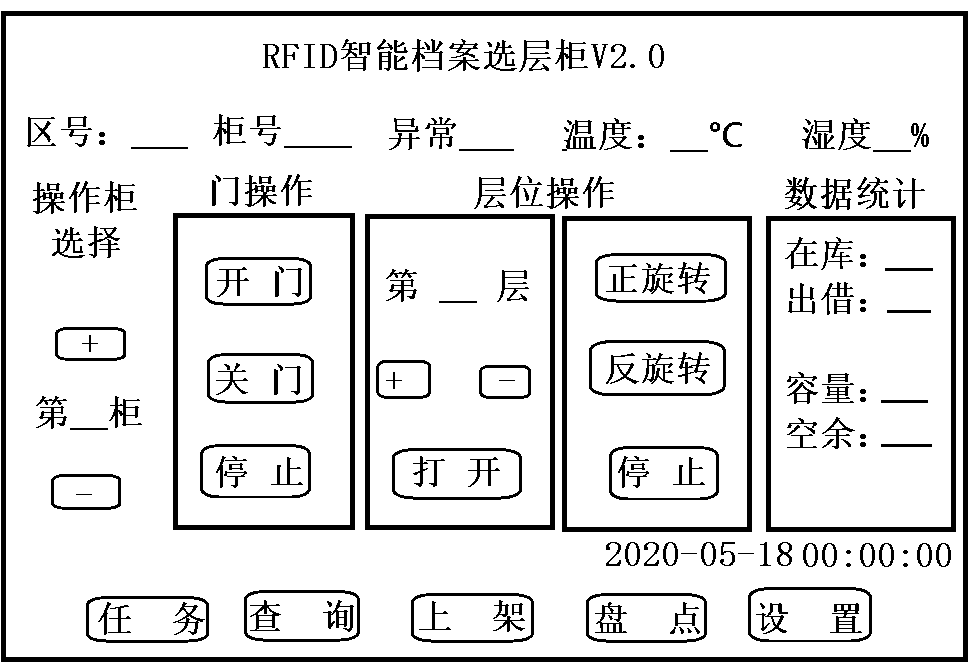 RFID智能档案选层柜V2.0
区号：___ 柜号____ 异常___ 温度：__℃ 湿度__%
操作柜
选择
+
第__柜
-
门操作
开 门
关 门
停 止
层位操作
第 __ 层
+ -
打 开
正旋转
反旋转
停 止
数据统计
在库：___
出借：___
容量：___
空余：___
2020-05-18 00:00:00
任 务 查 询 上 架 盘 点 设 置